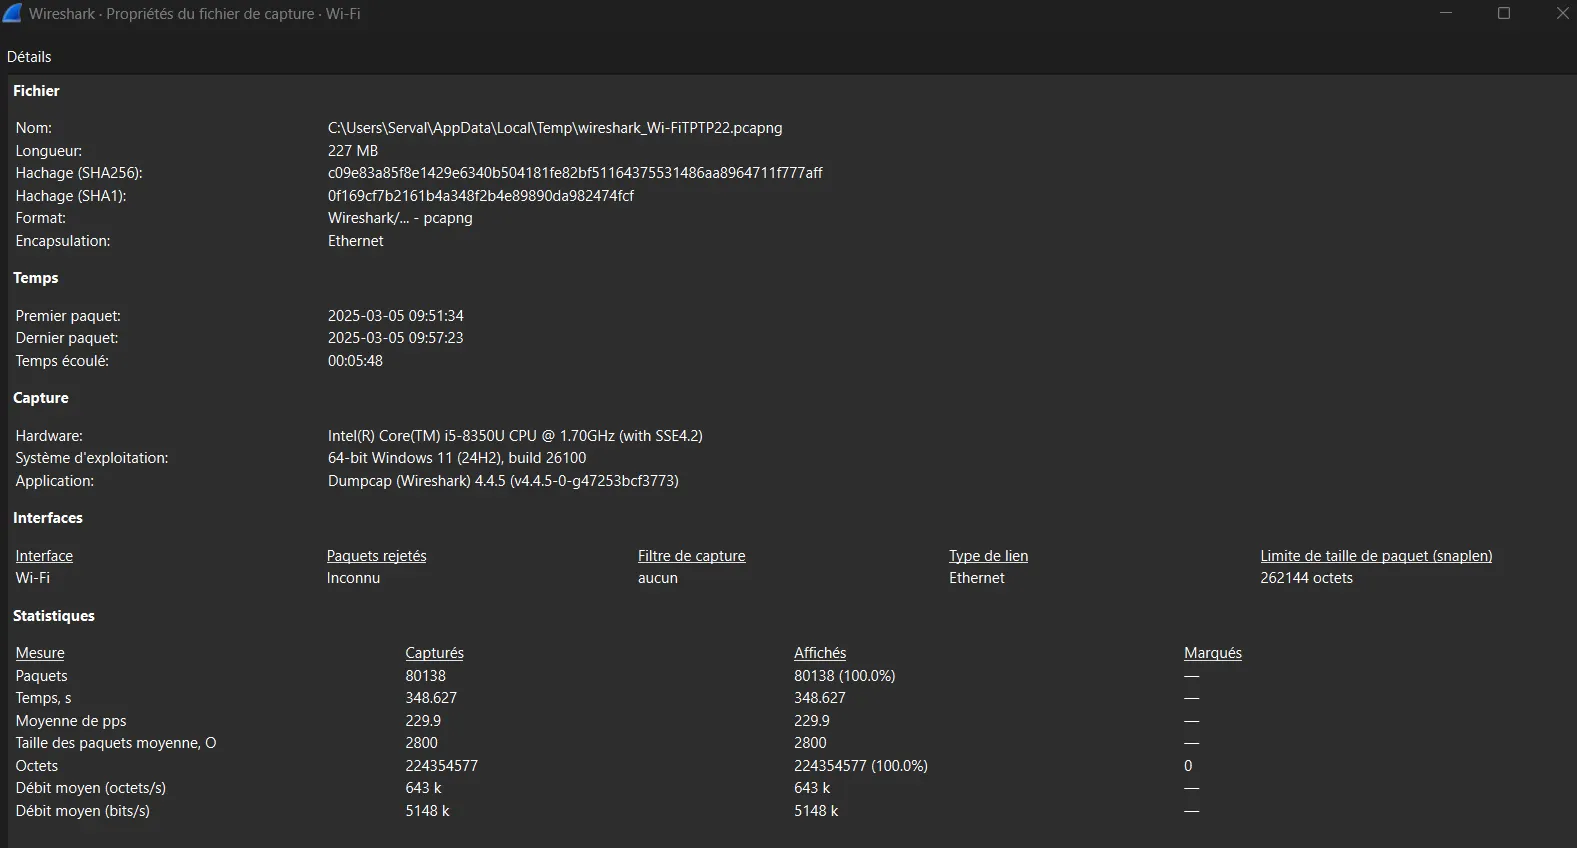 Wireshark · Propriétés du fichier de capture · Wi-Fi
Détails
Fichier
Nom: C:\Users\Serval\AppData\Local\Temp\wireshark_Wi-FiTPTP22.pcapng
Longueur: 227 MB
Hachage (SHA256): c09e83a85f8e1429e6340b504181fe82bf51164375531486aa8964711f777aff
Hachage (SHA1): 0f169cf7b2161b4a348f2b4e89890da982474fcf
Format: Wireshark/... - pcapng
Encapsulation: Ethernet
Temps
Premier paquet: 2025-03-05 09:51:34
Dernier paquet: 2025-03-05 09:57:23
Temps écoulé: 00:05:48
Capture
Hardware: Intel(R) Core(TM) i5-8350U CPU @ 1.70GHz (with SSE4.2)
Système d'exploitation: 64-bit Windows 11 (24H2), build 26100
Application: Dumpcap (Wireshark) 4.4.5 (v4.4.5-0-g47253bcf3773)
Interfaces
Interface Paquets rejetés Filtre de capture Type de lien Limite de taille de paquet (snaplen)
Wi-Fi Inconnu aucun Ethernet 262144 octets
Statistiques
Mesure Capturés Affichés Marqués
Paquets 80138 80138 (100.0%) —
Temps, s 348.627 348.627 —
Moyenne de pps 229.9 229.9 —
Taille des paquets moyenne, O 2800 2800 —
Octets 224354577 224354577 (100.0%) 0
Débit moyen (octets/s) 643 k 643 k —
Débit moyen (bits/s) 5148 k 5148 k —